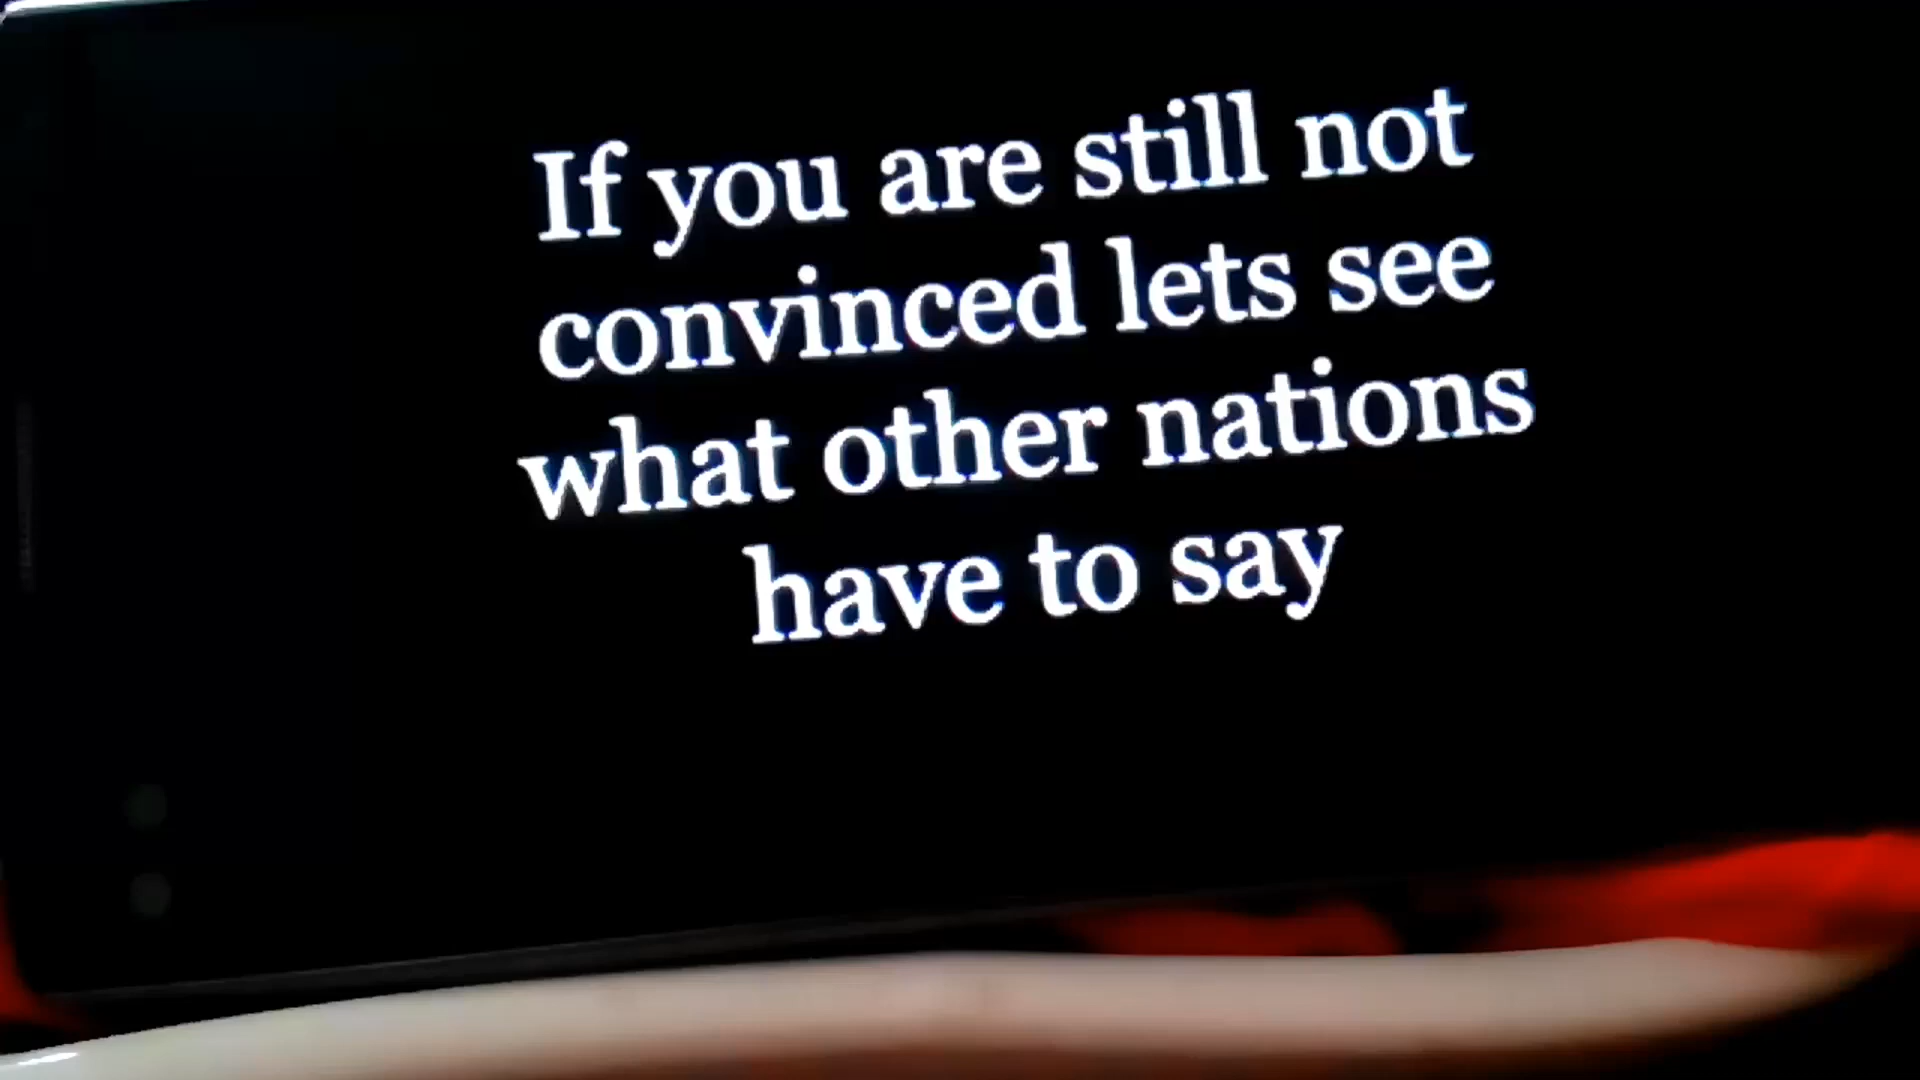 If you are still not
convinced lets see
what other nations
have to say